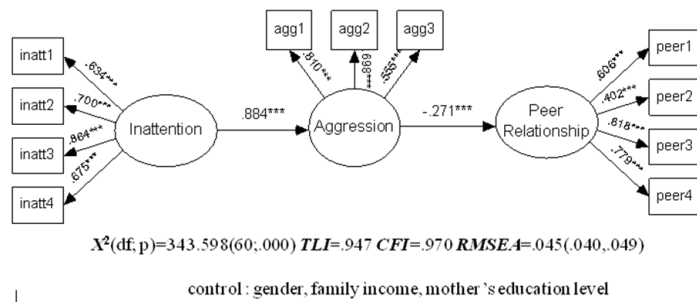 agg1 agg2 agg3
inatt1 peer1
.634*** .810*** .869*** .555*** .606***
inatt2 .700*** .884*** -.271*** .402*** peer2
Inattention Aggression Peer
Relationship
inatt3 .864*** .818*** peer3
inatt4 .675*** .779*** peer4
X²(df; p)=343.598(60;.000) TLI=.947 CFI=.970 RMSEA=.045(.040,.049)
control : gender, family income, mother's education level